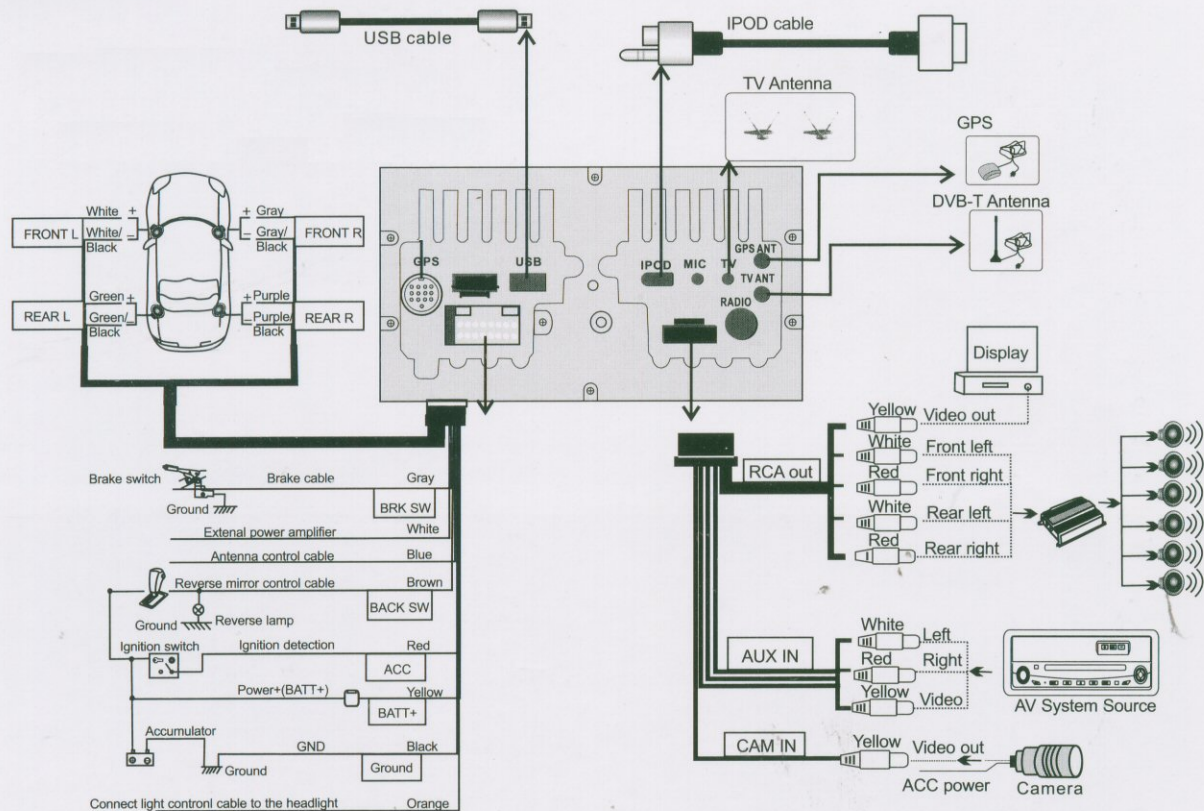 USB cable
IPOD cable
TV Antenna
GPS
DVB-T Antenna
FRONT L
White +
White/ –
Black
+ Gray
– Gray/
Black
FRONT R
REAR L
Green +
Green/ –
Black
+ Purple
– Purple/
Black
REAR R
GPS
USB
IPOD
MIC
TV
GPS ANT
TV ANT
RADIO
Display
Brake switch
Brake cable
Gray
Ground
BRK SW
Extenal power amplifier
White
Antenna control cable
Blue
Reverse mirror control cable
Brown
BACK SW
Ground
Reverse lamp
Ignition switch
Ignition detection
Red
ACC
Power+(BATT+)
Yellow
BATT+
Accumulator
GND
Black
Ground
Ground
Connect light contronl cable to the headlight
Orange
RCA out
Yellow Video out
White Front left
Red Front right
White Rear left
Red Rear right
AUX IN
White Left
Red Right
Yellow Video
AV System Source
CAM IN
Yellow Video out
ACC power
Camera